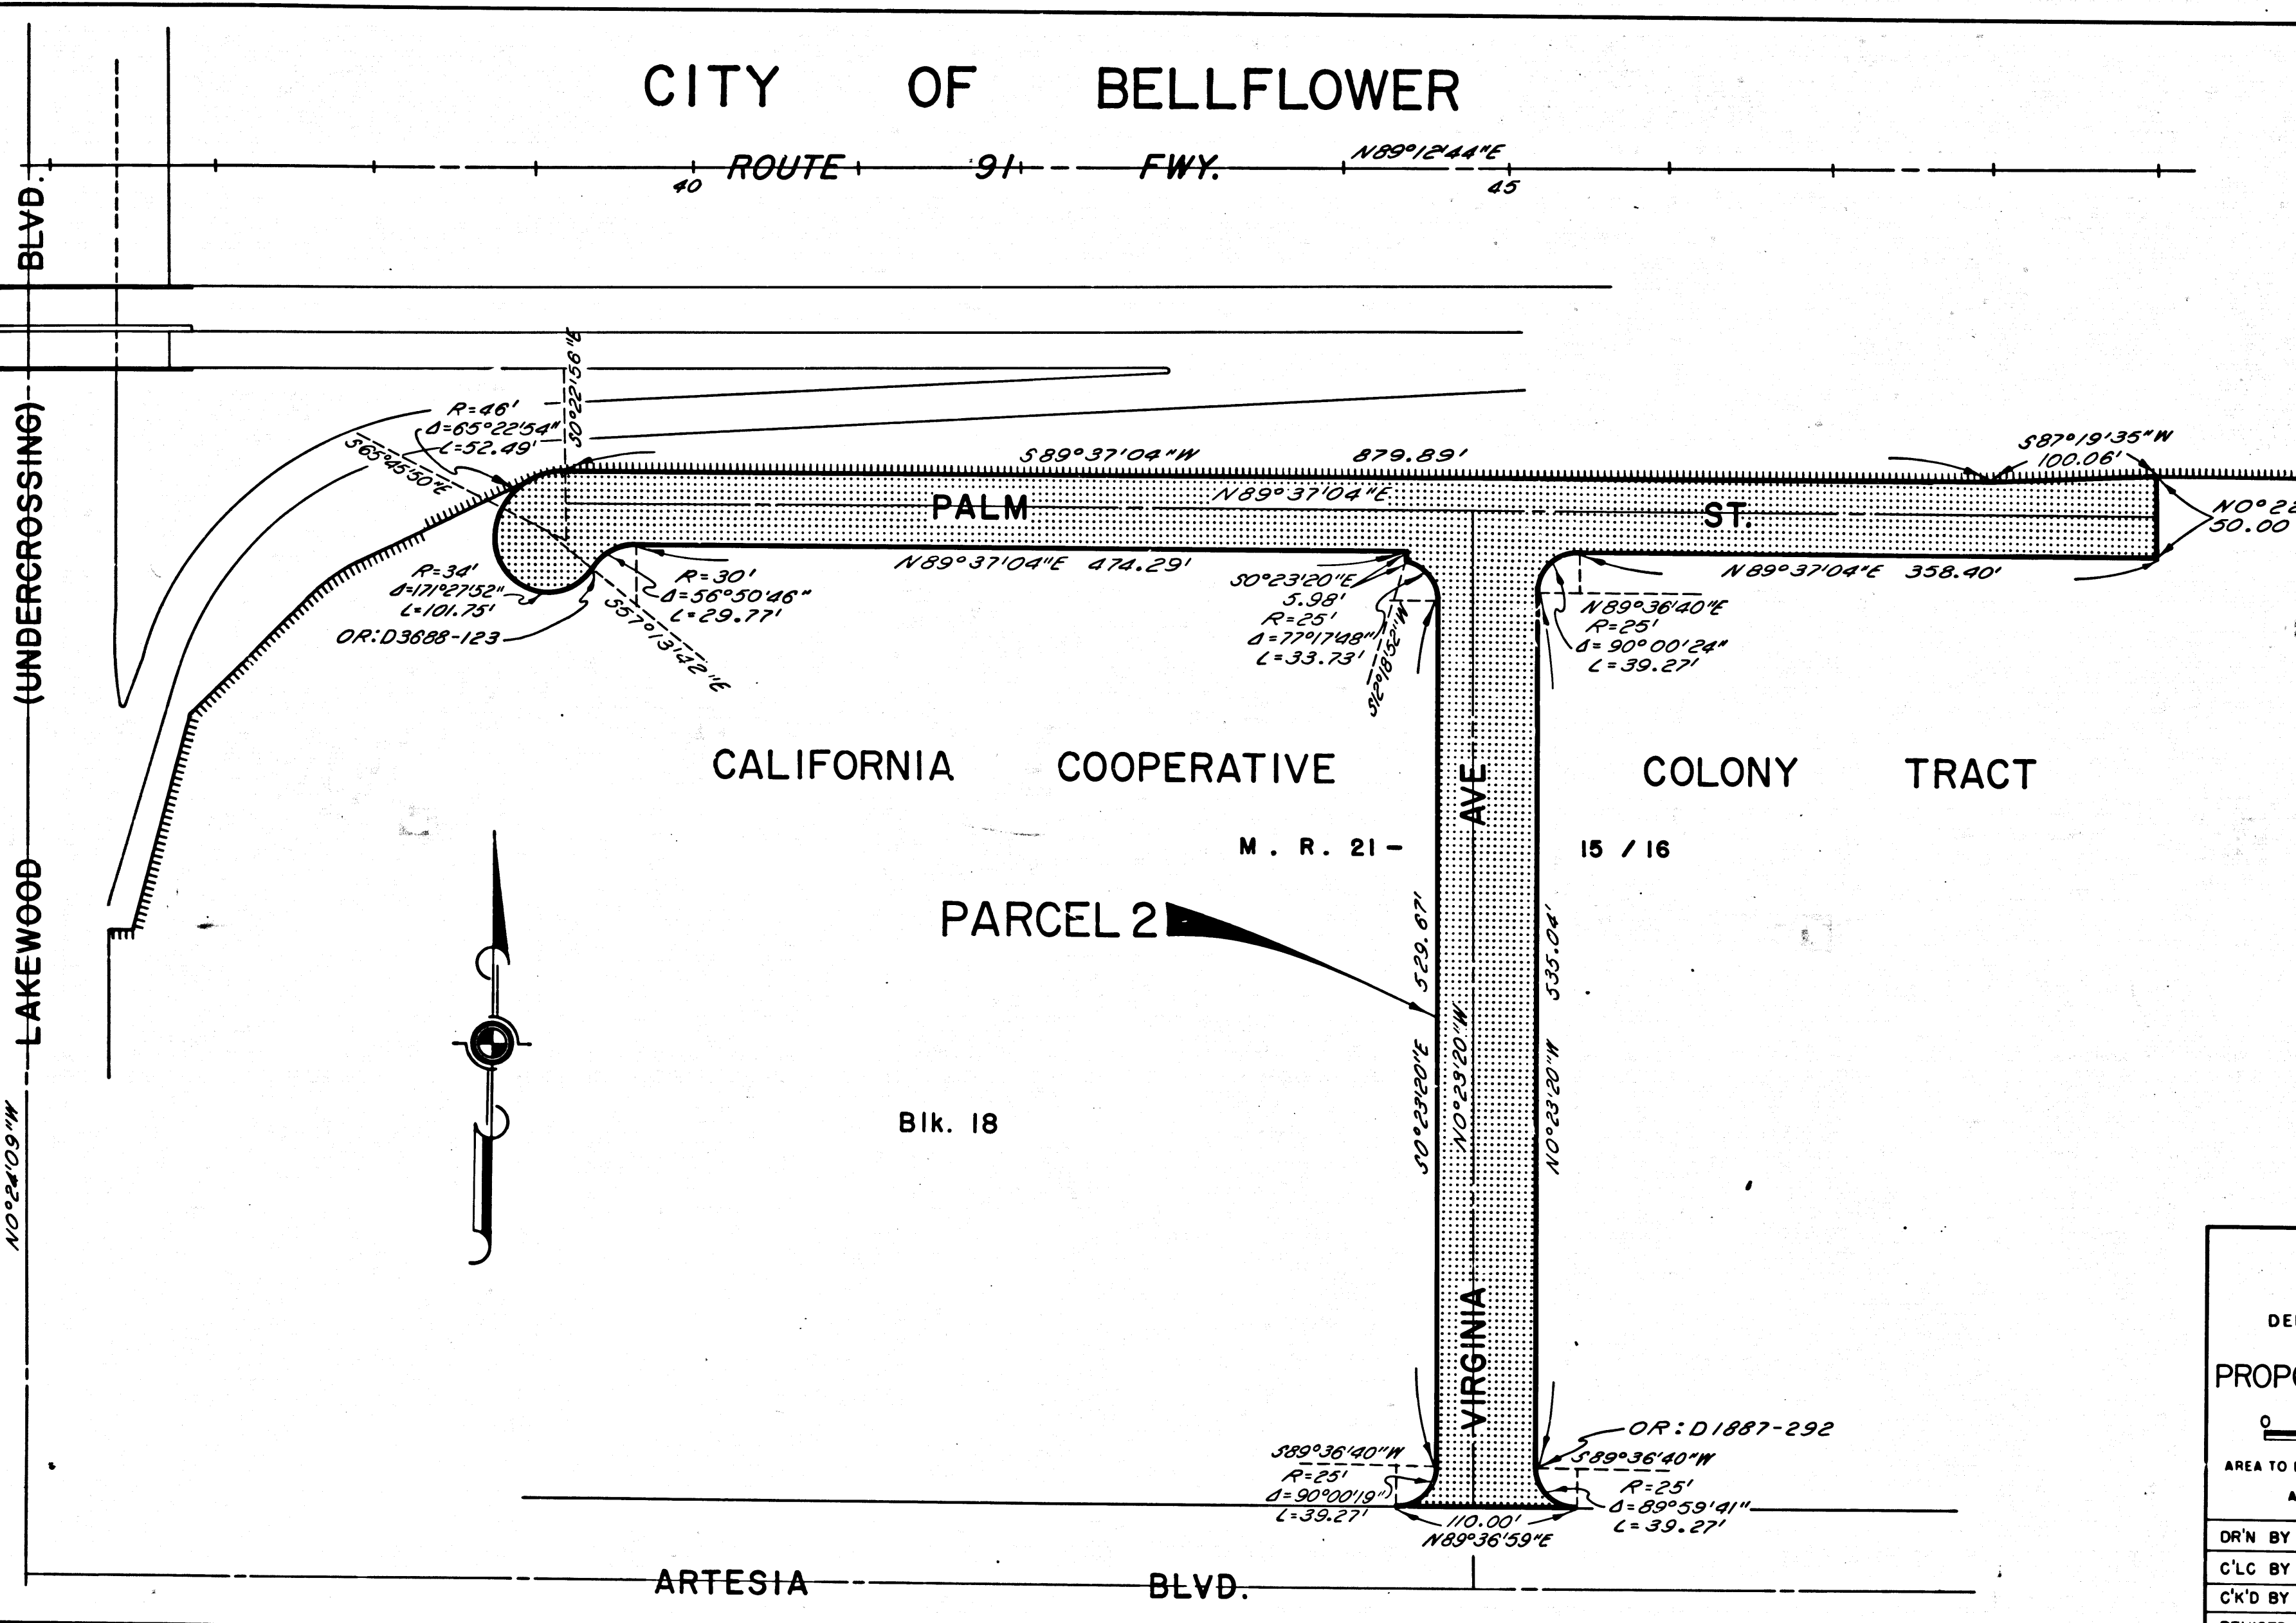 CITY OF BELLFLOWER
ROUTE 91 FWY.
N89°12'44"E
40
45
BLVD.
(UNDERCROSSING)
LAKEWOOD
N0°24'09"W
R=46'
Δ=65°22'54"
L=52.49'
S0°22'56"E
S65°45'50"E
S89°37'04"W 879.89'
S87°19'35"W
100.06'
N89°37'04"E
PALM ST.
50.00
R=34'
Δ=171°27'52"
L=101.75'
OR:D3688-123
R=30'
Δ=56°50'46"
L=29.77'
S57°13'42"E
N89°37'04"E 474.29'
S0°23'20"E
5.98'
R=25'
Δ=77°17'48"
L=33.73'
S12°18'52"W
N89°37'04"E 358.40'
N89°36'40"E
R=25'
Δ=90°00'24"
L=39.27'
CALIFORNIA COOPERATIVE COLONY TRACT
M. R. 21- 15 / 16
PARCEL 2
Blk. 18
VIRGINIA AVE
S0°23'20"E 529.67'
N0°23'20"W
N0°23'20"W 535.04'
OR:D1887-292
S89°36'40"W
R=25'
Δ=90°00'19"
L=39.27'
S89°36'40"W
R=25'
Δ=89°59'41"
L=39.27'
110.00'
N89°36'59"E
ARTESIA BLVD.
0
AREA TO
DR'N BY
C'LC BY
C'K'D BY